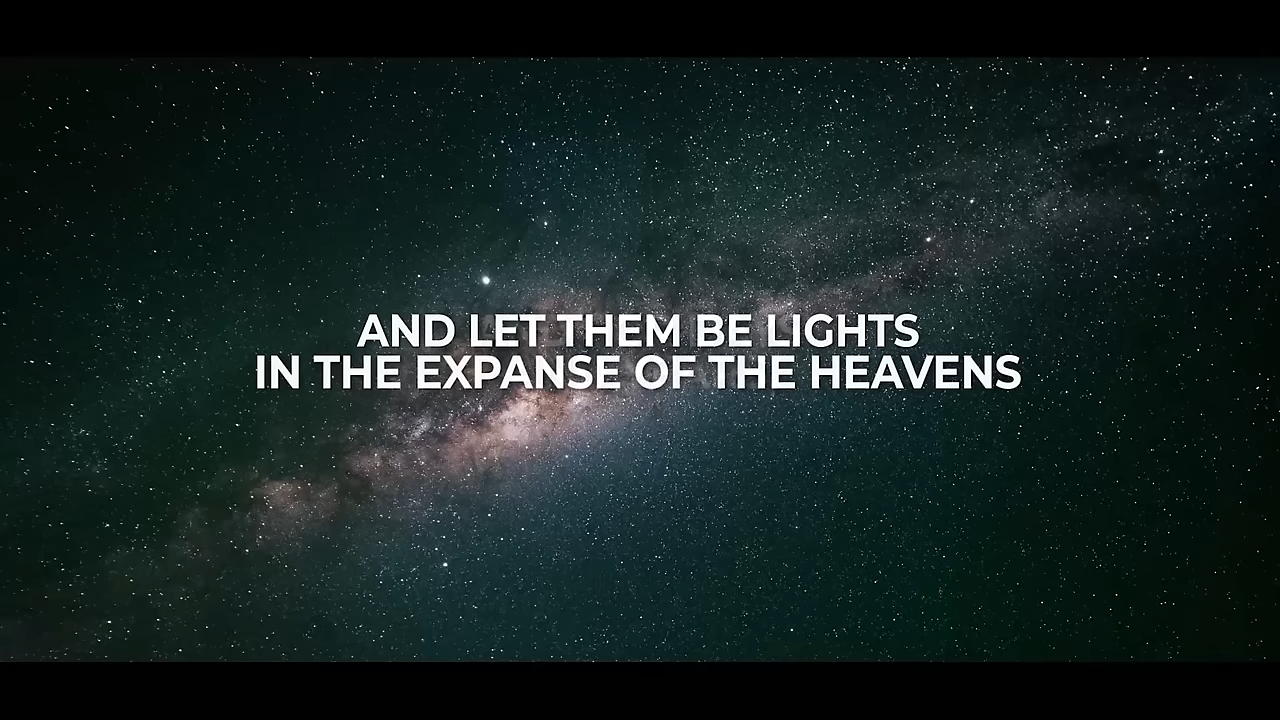 AND LET THEM BE LIGHTS
IN THE EXPANSE OF THE HEAVENS